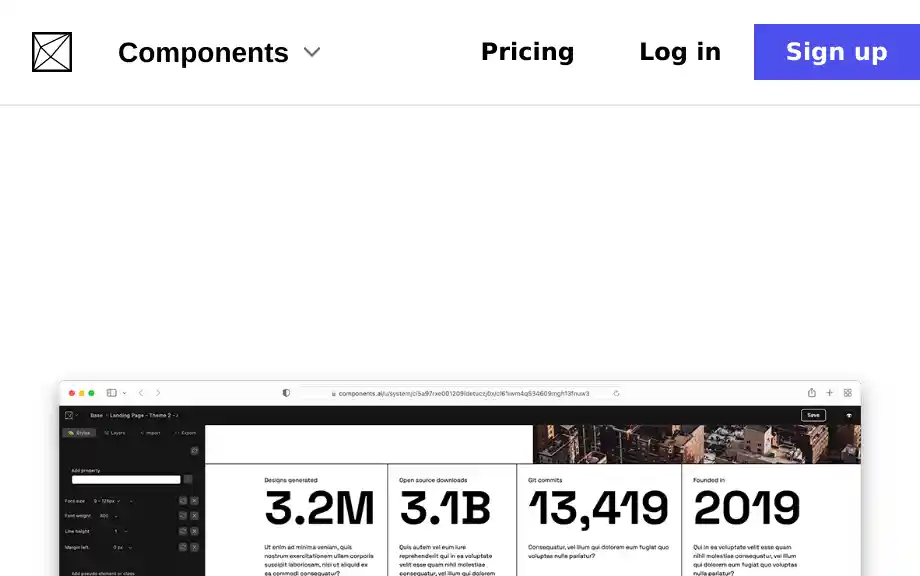 Components
Pricing
Log in
Sign up
Base
Landing Page - Theme 2
Save
Styles
Layers
Import
Export
Add property
Font size
0 - 128px
Font weight
800
Line height
1
Margin left
0 px
Add pseudo element or class
Designs generated
3.2M
Ut enim ad minima veniam, quis
nostrum exercitationem ullam corporis
suscipit laboriosam, nisi ut aliquid ex
ea commodi consequatur?
Open source downloads
3.1B
Quis autem vel eum iure
reprehenderit qui in ea voluptate
velit esse quam nihil molestiae
consequatur, vel illum qui dolorem
Git commits
13,419
Consequatur, vel illum qui dolorem eum fugiat quo
voluptas nulla pariatur?
Founded in
2019
Qui in ea voluptate velit esse quam
nihil molestiae consequatur, vel illum
qui dolorem eum fugiat quo voluptas
nulla pariatur?